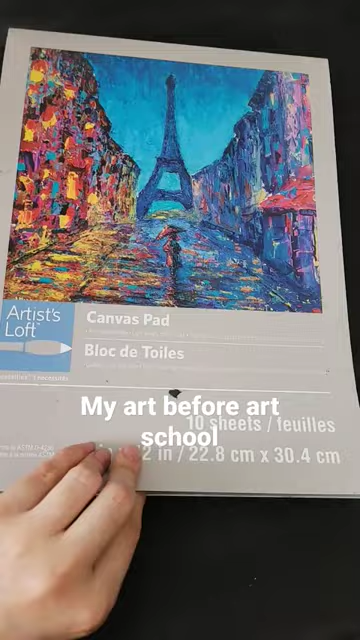 Artist's
Loft™
Canvas Pad
Bloc de Toiles
My art before art
school
10 sheets / feuilles
2 in / 22.8 cm x 30.4 cm